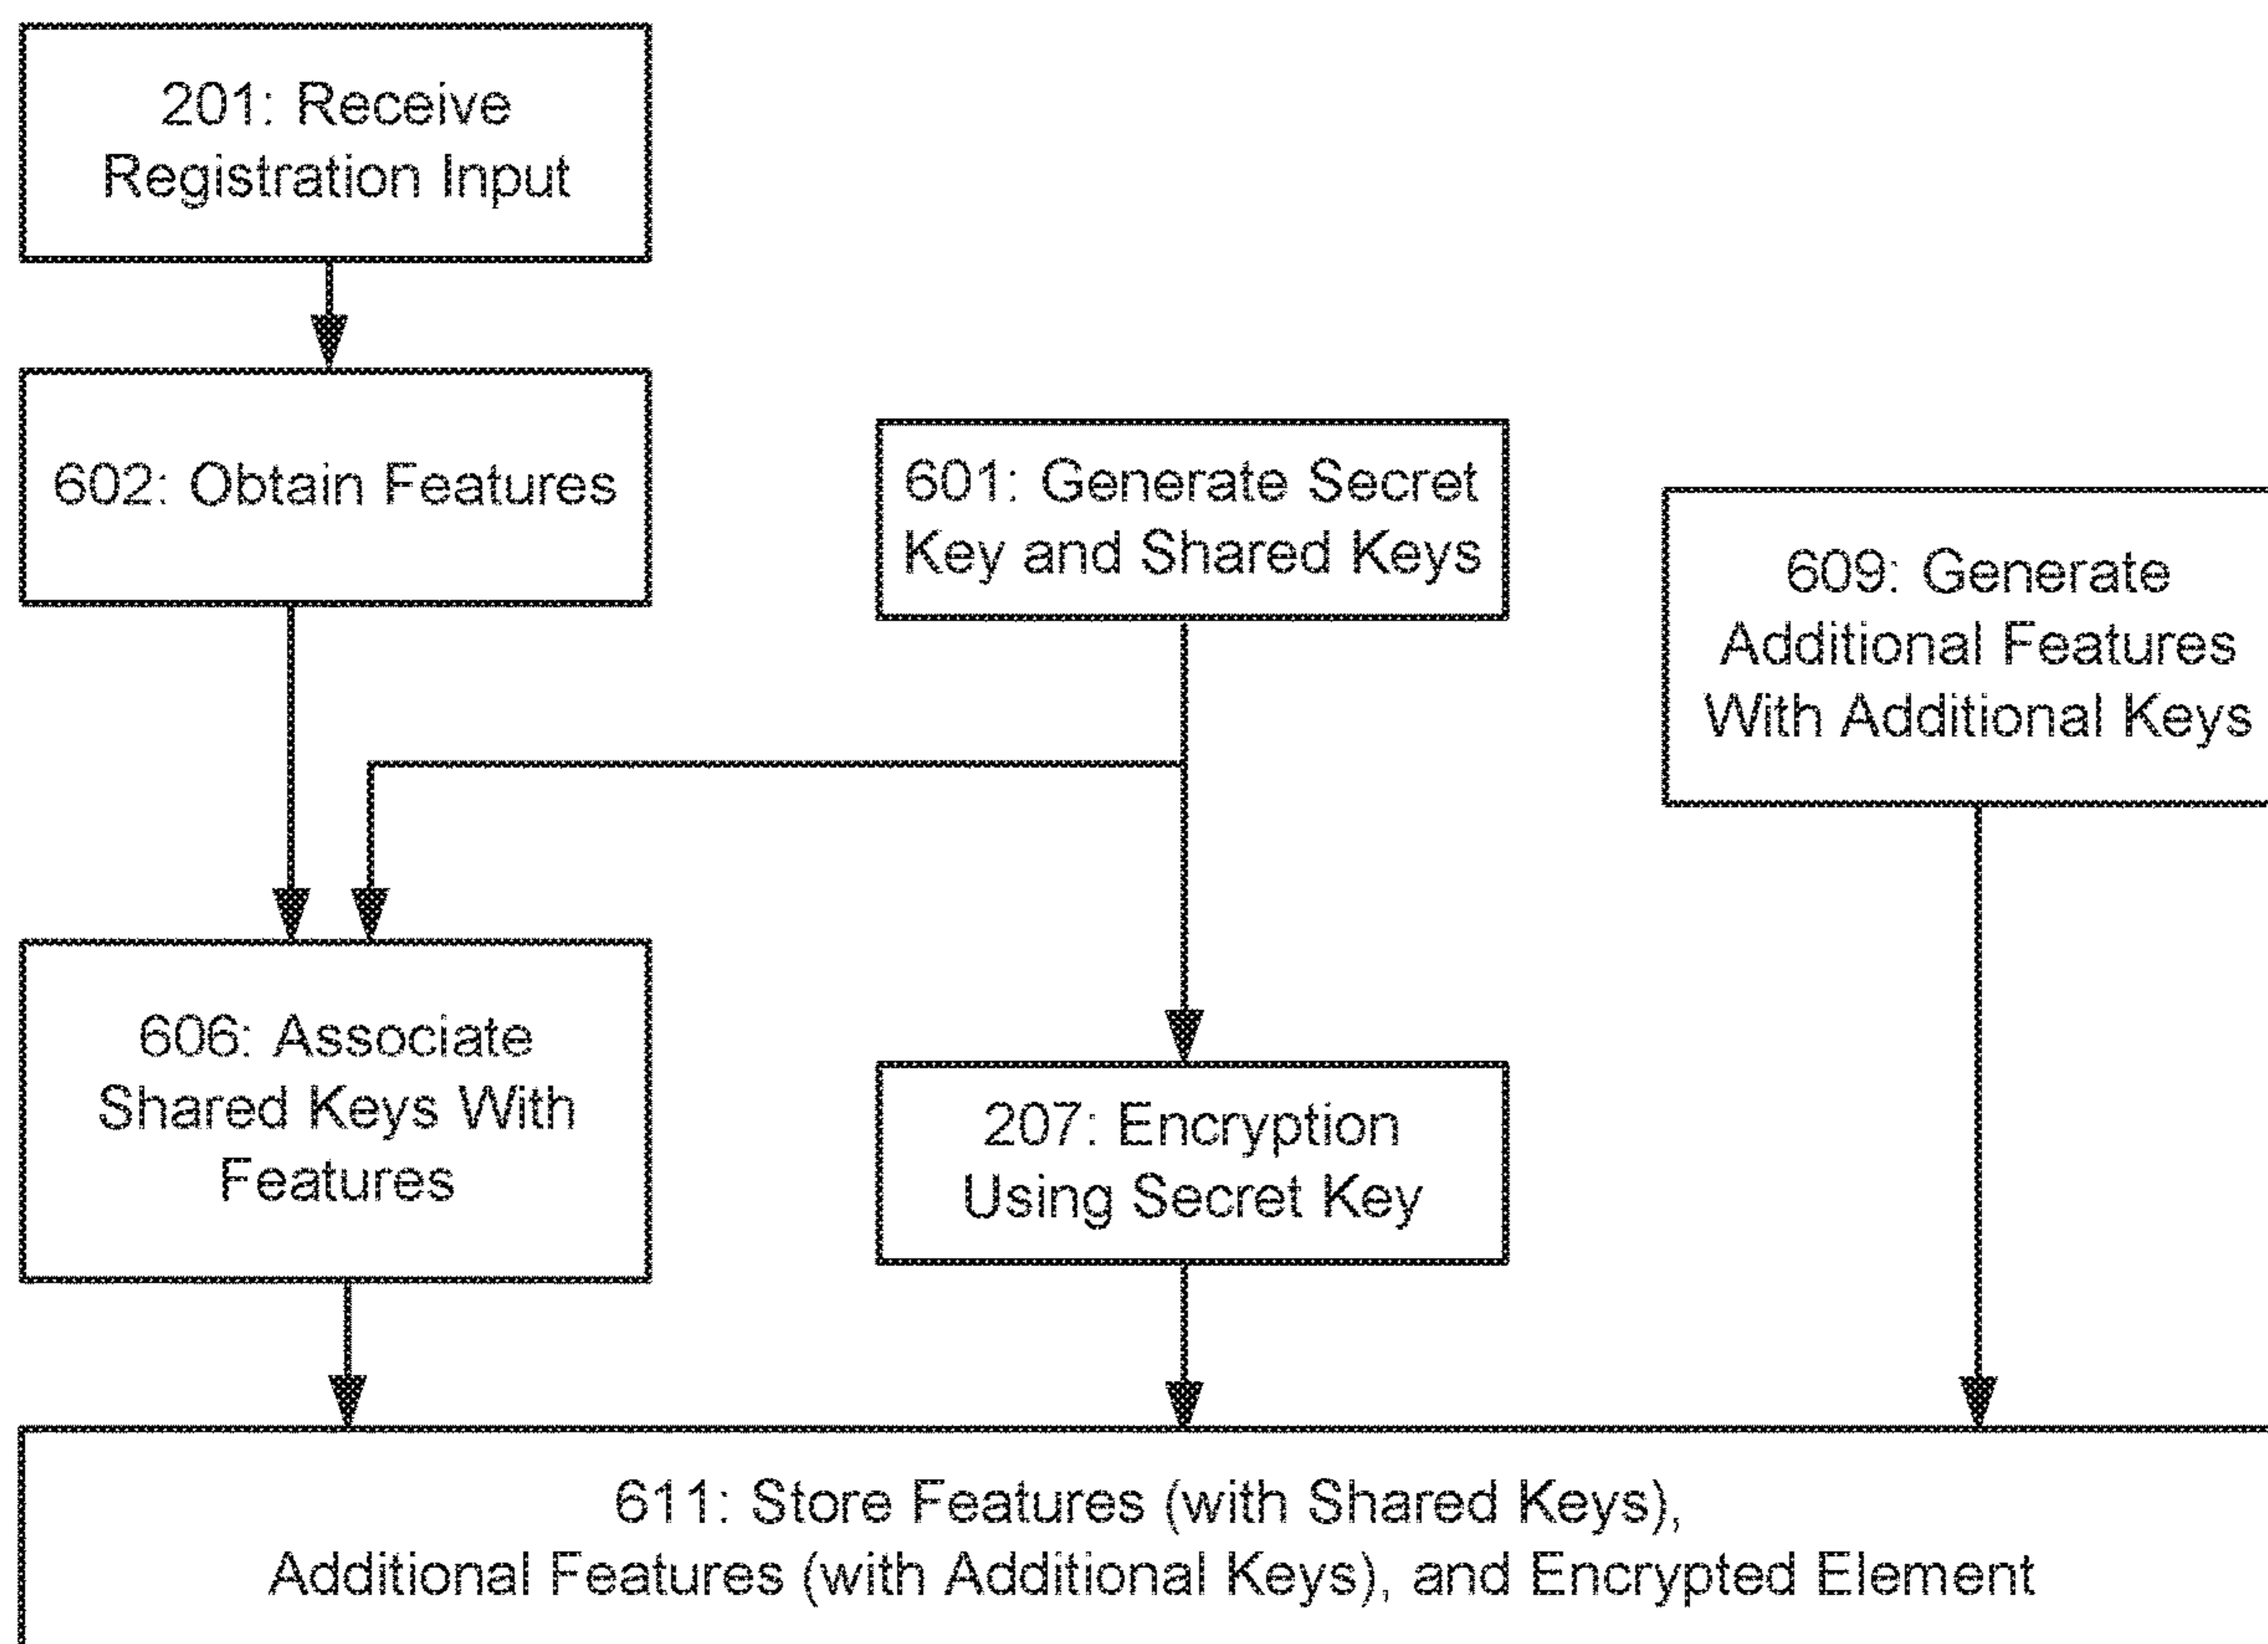 201: Receive
Registration Input
602: Obtain Features
601: Generate Secret
Key and Shared Keys
609: Generate
Additional Features
With Additional Keys
606: Associate
Shared Keys With
Features
207: Encryption
Using Secret Key
611: Store Features (with Shared Keys),
Additional Features (with Additional Keys), and Encrypted Element